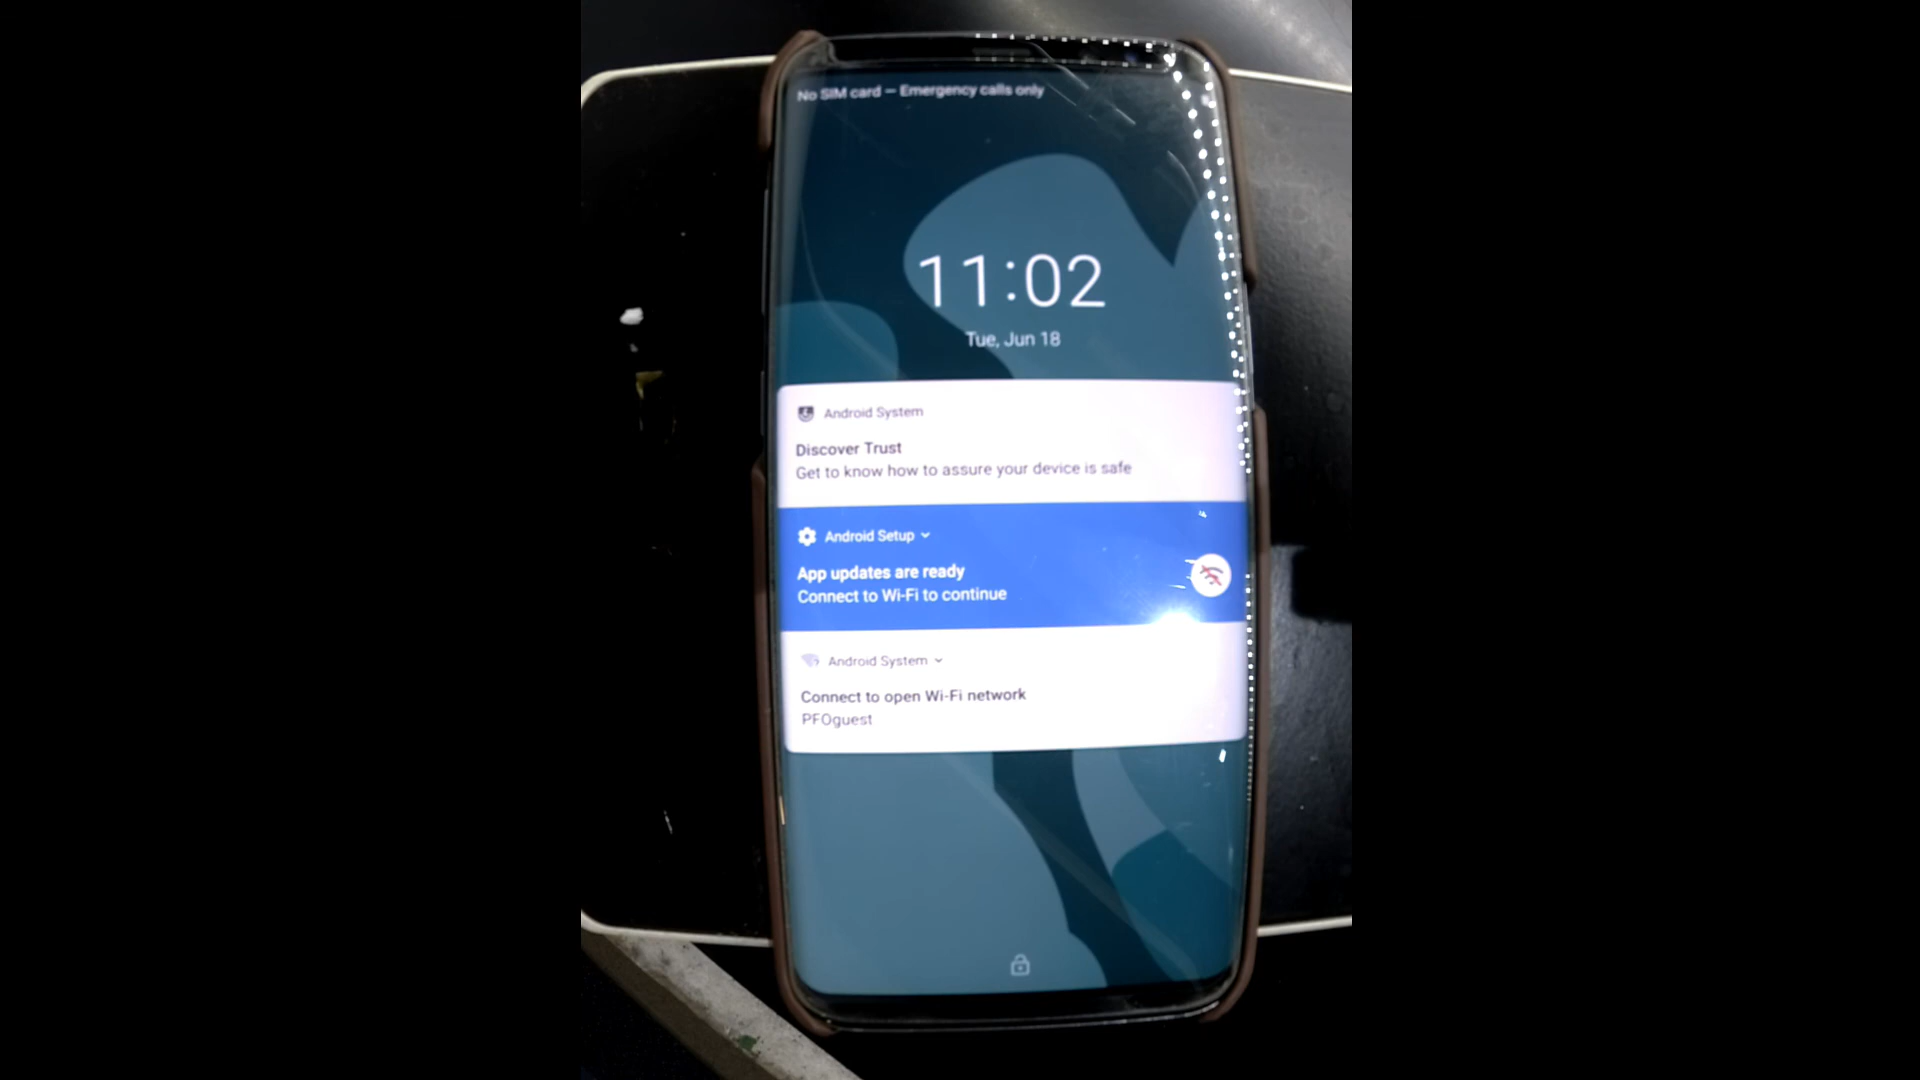 No SIM card — Emergency calls only
11:02
Tue, Jun 18
Android System
Discover Trust
Get to know how to assure your device is safe
Android Setup
App updates are ready
Connect to Wi-Fi to continue
Android System
Connect to open Wi-Fi network
PFOguest